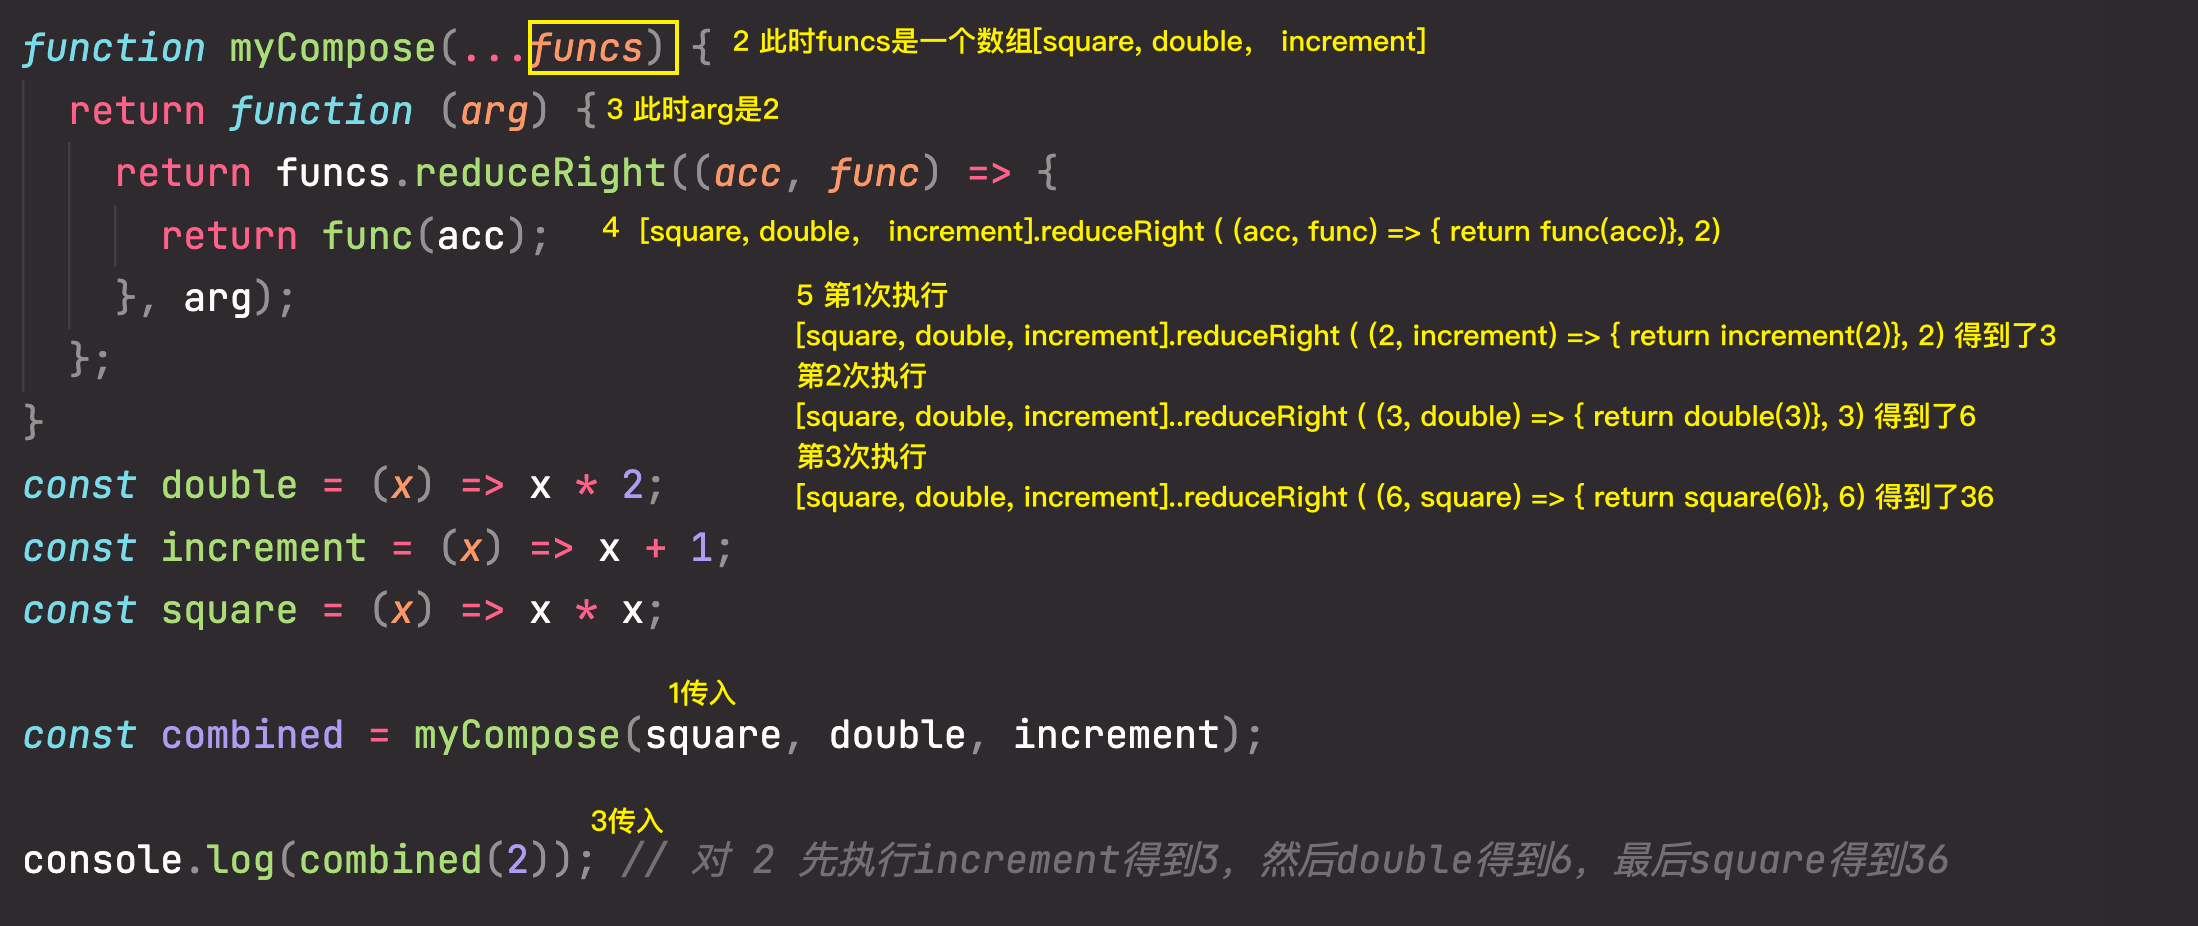 function myCompose(...funcs) { 2 此时funcs是一个数组[square, double， increment]
return function (arg) { 3 此时arg是2
return funcs.reduceRight((acc, func) => {
return func(acc); 4 [square, double， increment].reduceRight ( (acc, func) => { return func(acc)}, 2)
}, arg);
5 第1次执行
[square, double, increment].reduceRight ( (2, increment) => { return increment(2)}, 2) 得到了3
};
第2次执行
[square, double, increment]..reduceRight ( (3, double) => { return double(3)}, 3) 得到了6
}
第3次执行
[square, double, increment]..reduceRight ( (6, square) => { return square(6)}, 6) 得到了36
const double = (x) => x * 2;
const increment = (x) => x + 1;
const square = (x) => x * x;
1传入
const combined = myCompose(square, double, increment);
3传入
console.log(combined(2)); // 对 2 先执行increment得到3, 然后double得到6, 最后square得到36